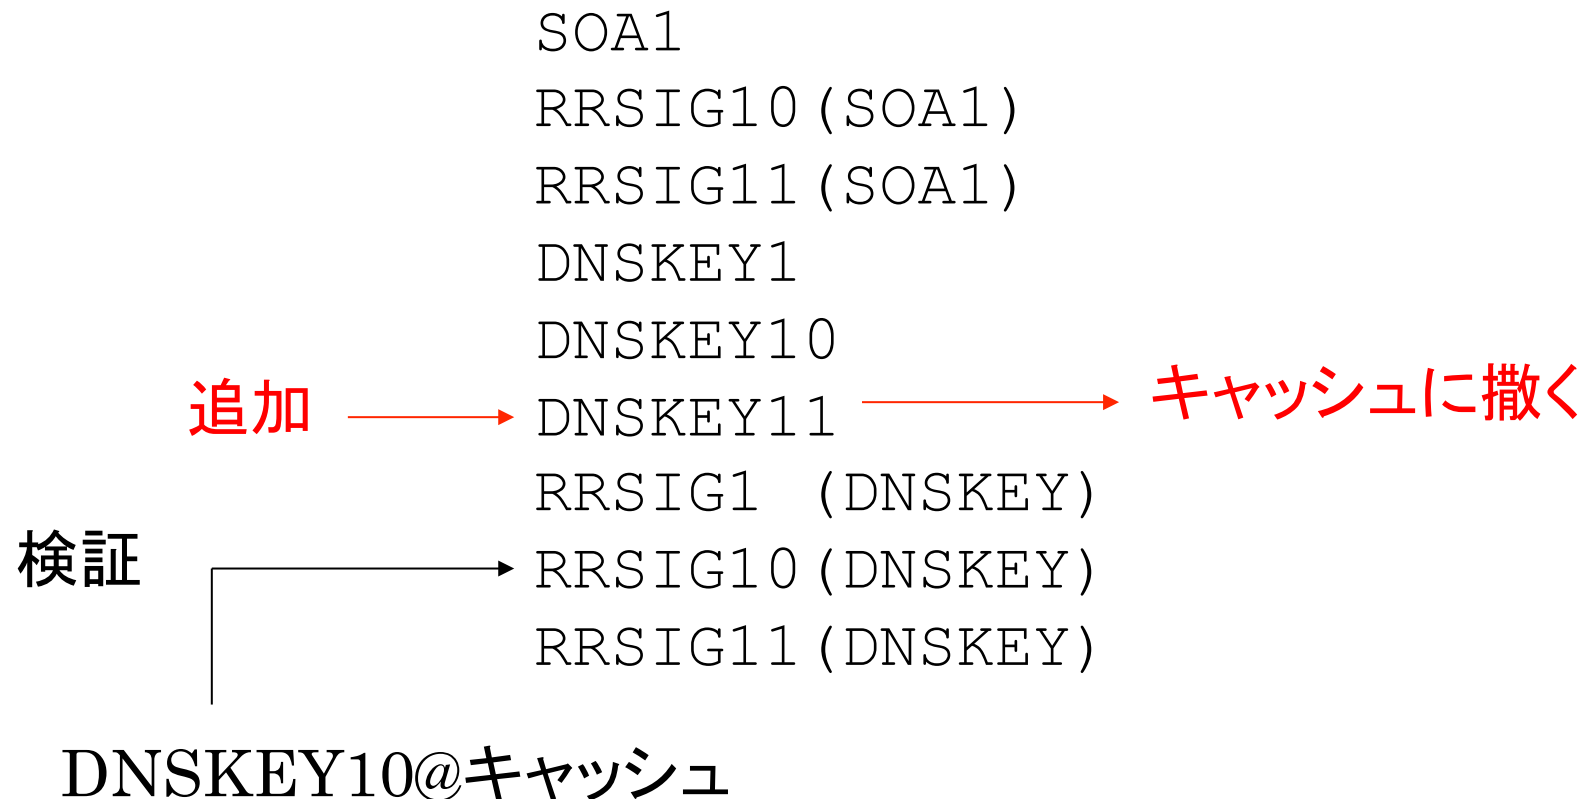 SOA1
RRSIG10(SOA1)
RRSIG11(SOA1)
DNSKEY1
DNSKEY10
追加 DNSKEY11 キャッシュに撒く
RRSIG1 (DNSKEY)
検証 RRSIG10(DNSKEY)
RRSIG11(DNSKEY)
DNSKEY10@キャッシュ